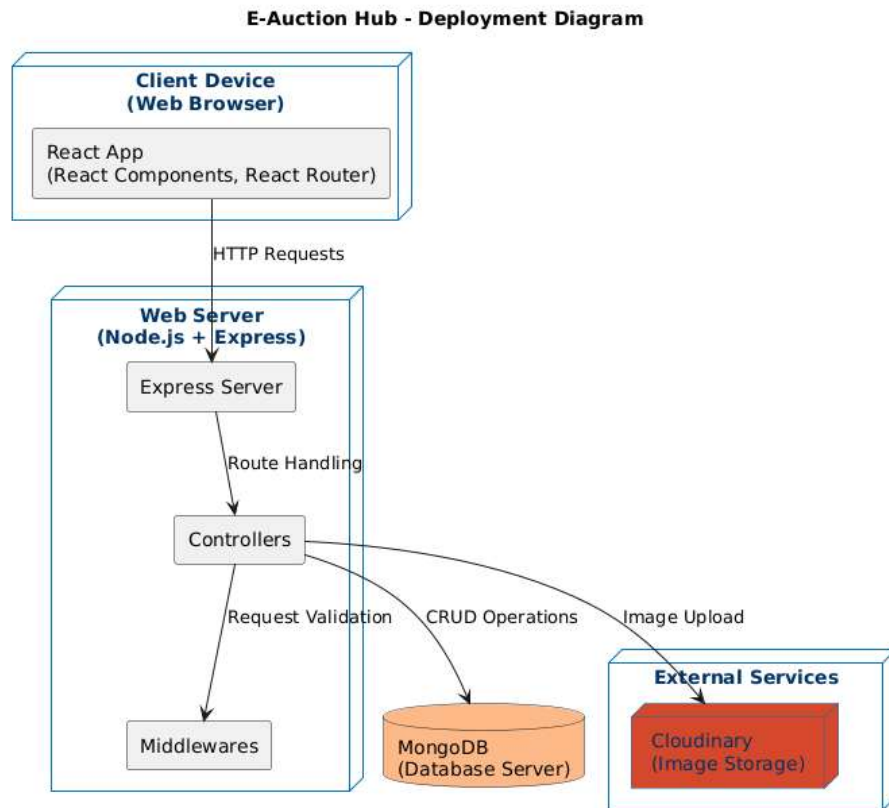 E-Auction Hub - Deployment Diagram
Client Device
(Web Browser)
React App
(React Components, React Router)
HTTP Requests
Web Server
(Node.js + Express)
Express Server
Route Handling
Controllers
Request Validation
CRUD Operations
Image Upload
External Services
Middlewares
MongoDB
(Database Server)
Cloudinary
(Image Storage)